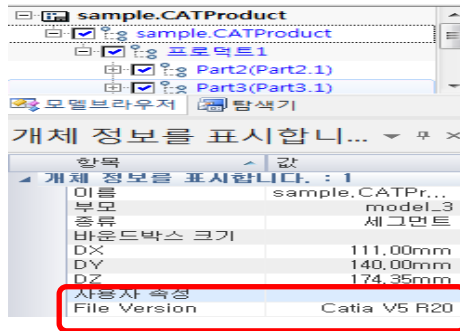 sample.CATProduct
sample.CATProduct
프로덕트1
Part2(Part2.1)
Part3(Part3.1)
모델브라우저 탐색기
개체 정보를 표시합니...
항목 값
개체 정보를 표시합니다. : 1
이름 sample,CATPr...
부모 model_3
종류 세그먼트
바운드박스 크기
DX 111,00mm
DY 140,00mm
DZ 174,35mm
사용자 속성
File Version Catia V5 R20